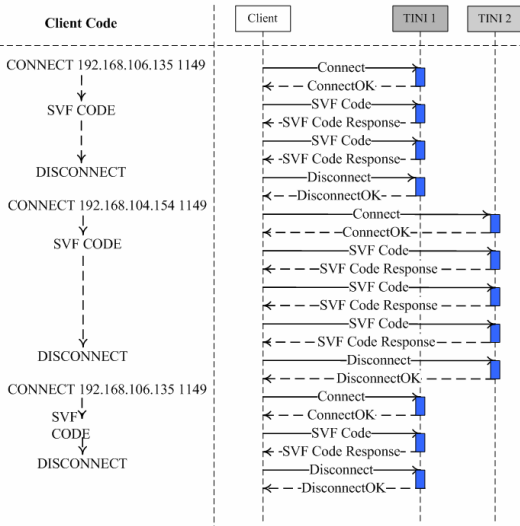 Client Code
Client
TINI 1
TINI 2
CONNECT 192.168.106.135 1149
Connect
ConnectOK
SVF CODE
SVF Code
SVF Code Response
SVF Code
SVF Code Response
DISCONNECT
Disconnect
DisconnectOK
CONNECT 192.168.104.154 1149
Connect
ConnectOK
SVF CODE
SVF Code
SVF Code Response
SVF Code
SVF Code Response
SVF Code
SVF Code Response
DISCONNECT
Disconnect
DisconnectOK
CONNECT 192.168.106.135 1149
Connect
ConnectOK
SVF
CODE
SVF Code
SVF Code Response
DISCONNECT
Disconnect
DisconnectOK